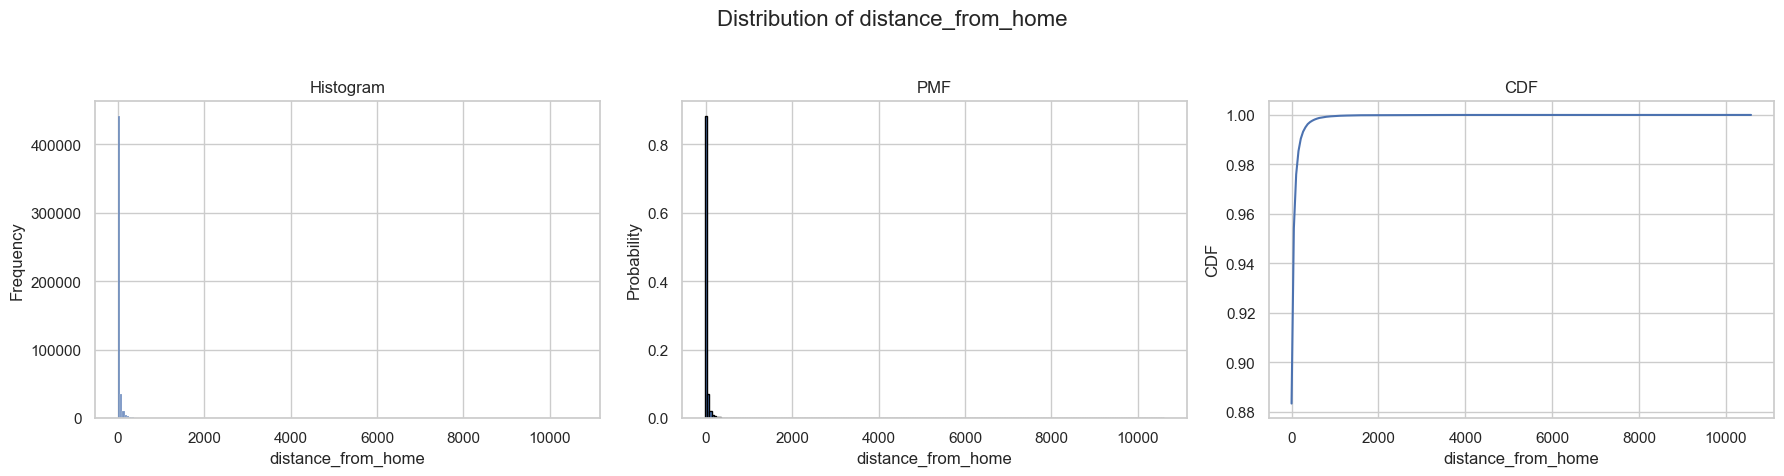 Distribution of distance_from_home
Histogram
Frequency
400000
300000
200000
100000
0
0 2000 4000 6000 8000 10000
distance_from_home
PMF
Probability
0.8
0.6
0.4
0.2
0.0
0 2000 4000 6000 8000 10000
distance_from_home
CDF
CDF
1.00
0.98
0.96
0.94
0.92
0.90
0.88
0 2000 4000 6000 8000 10000
distance_from_home